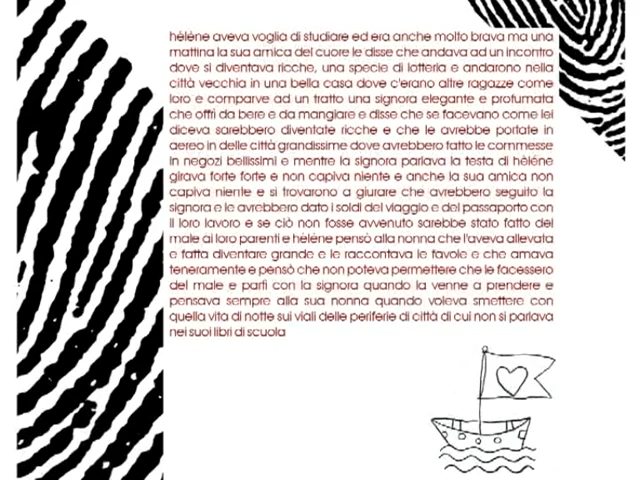 hélène aveva voglia di studiare ed era anche molto brava ma una
mattina la sua amica del cuore le disse che andava ad un incontro
dove si diventava ricche, una specie di lotteria e andarono nella
città vecchia in una bella casa dove c'erano altre ragazze come
loro e comparve ad un tratto una signora elegante e profumata
che offrì da bere e da mangiare e disse che se facevano come lei
diceva sarebbero diventate ricche e che le avrebbe portate in
aereo in delle città grandissime dove avrebbero fatto le commesse
in negozi bellissimi e mentre la signora parlava la testa di hèlène
girava forte forte e non capiva niente e anche la sua amica non
capiva niente e si trovarono a giurare che avrebbero seguito la
signora e le avrebbero dato i soldi del viaggio e del passaporto con
il loro lavoro e se ciò non fosse avvenuto sarebbe stato fatto del
male ai loro parenti e hélène pensò alla nonna che l'aveva allevata
e fatta diventare grande e le raccontava le favole e che amava
teneramente e pensò che non poteva permettere che le facessero
del male e partì con la signora quando la venne a prendere e
pensava sempre alla sua nonna quando voleva smettere con
quella vita di notte sui viali delle periferie di città di cui non si parlava
nei suoi libri di scuola